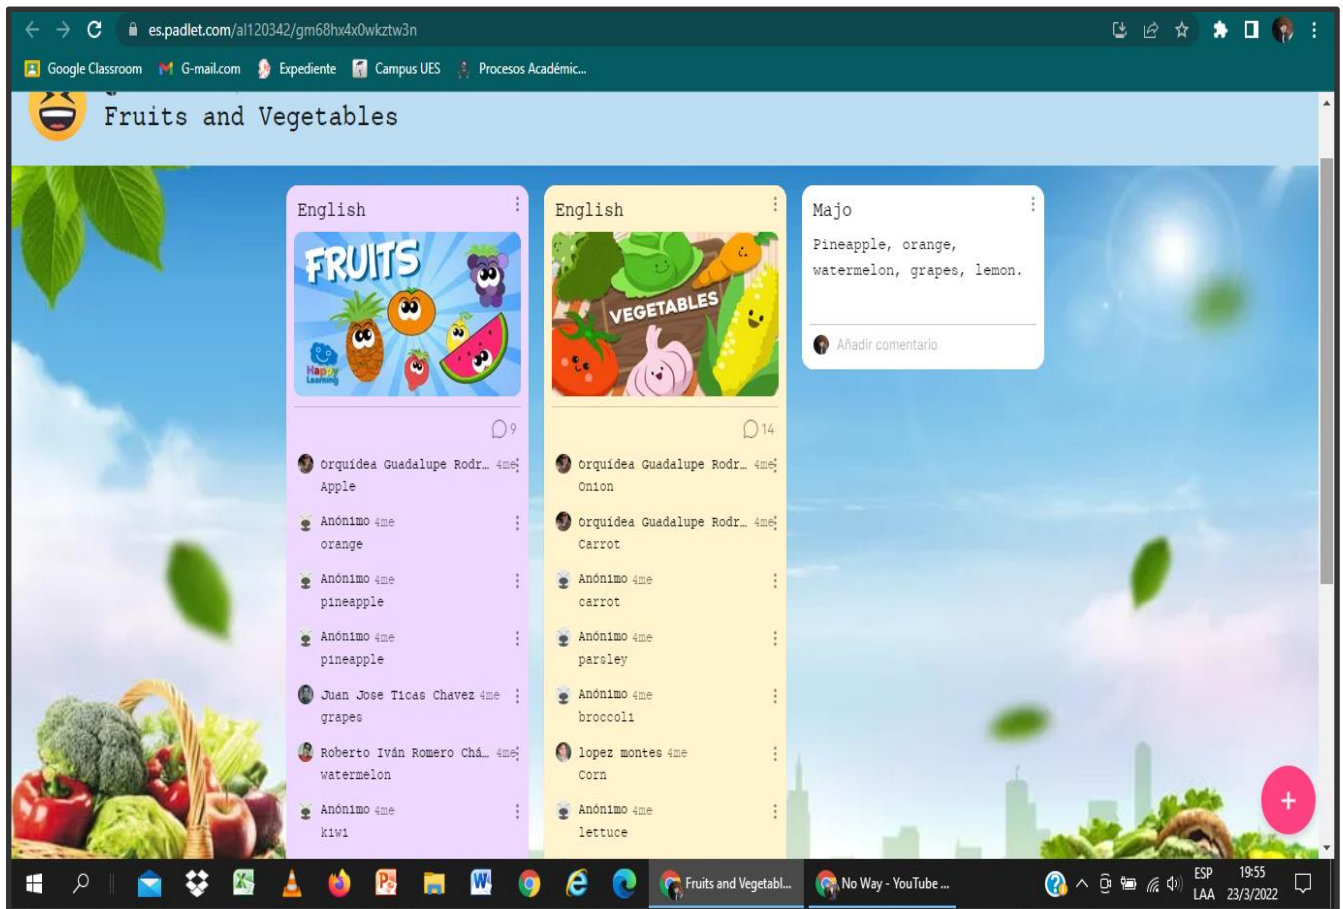 es.padlet.com/al120342/gm68hx4x0wkztw3n
Google Classroom G-mail.com Expediente Campus UES Procesos Académic...
Fruits and Vegetables
English
FRUITS
Happy
Learning
9
Orquídea Guadalupe Rodr… 4me
Apple
Anónimo 4me
orange
Anónimo 4me
pineapple
Anónimo 4me
pineapple
Juan Jose Ticas Chavez 4me
grapes
Roberto Iván Romero Chá… 4me
watermelon
Anónimo 4me
kiwi
English
VEGETABLES
14
Orquídea Guadalupe Rodr… 4me
Onion
Orquídea Guadalupe Rodr… 4me
Carrot
Anónimo 4me
carrot
Anónimo 4me
parsley
Anónimo 4me
broccoli
lopez montes 4me
Corn
Anónimo 4me
lettuce
Majo
Pineapple, orange,
watermelon, grapes, lemon.
Añadir comentario
Fruits and Vegetabl... No Way - YouTube ...
ESP 19:55
LAA 23/3/2022